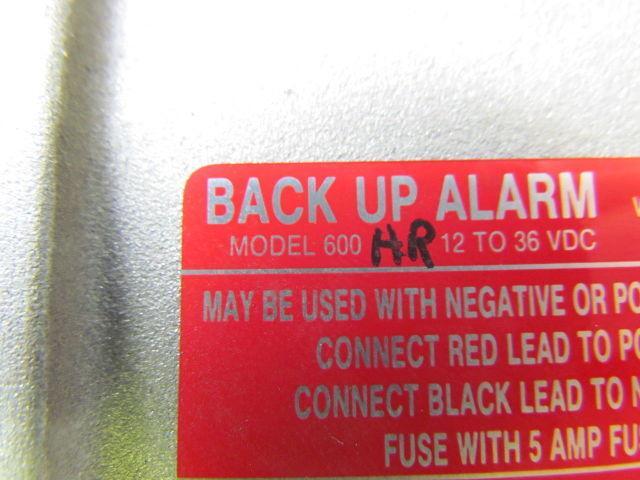 BACK UP ALARM
MODEL 600 HR 12 TO 36 VDC
MAY BE USED WITH NEGATIVE OR
CONNECT RED LEAD TO
CONNECT BLACK LEAD TO
FUSE WITH 5 AMP